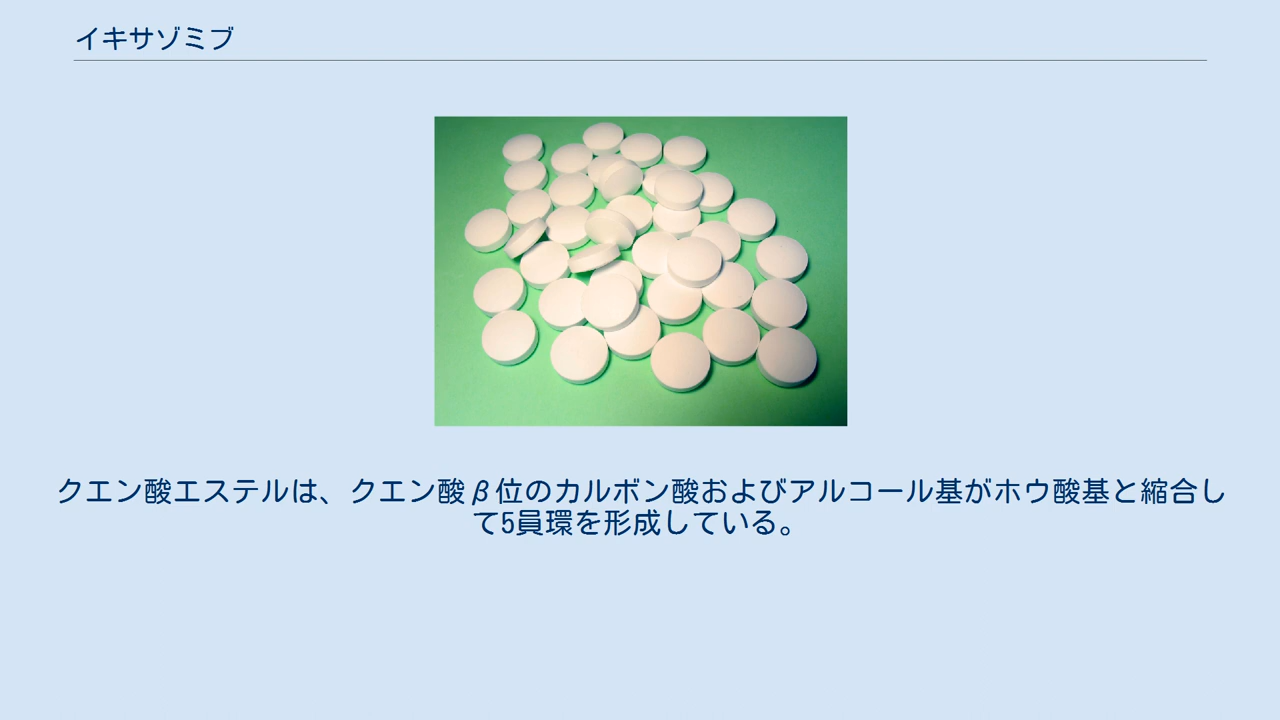 イキサゾミブ
クエン酸エステルは、クエン酸β位のカルボン酸およびアルコール基がホウ酸基と縮合し
て5員環を形成している。